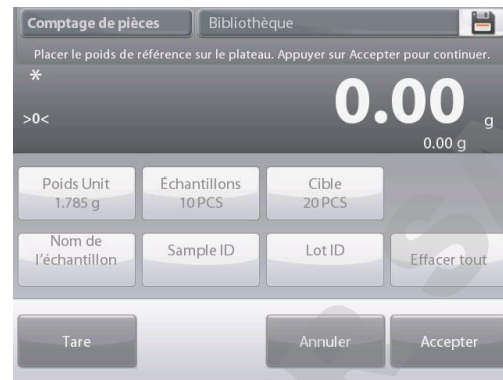 Comptage de pièces
Bibliothèque
Placer le poids de référence sur le plateau. Appuyer sur Accepter pour continuer.
*
>0<
0.00 g
0.00 g
Poids Unit
1.785 g
Échantillons
10 PCS
Cible
20 PCS
Nom de
l'échantillon
Sample ID
Lot ID
Effacer tout
Tare
Annuler
Accepter